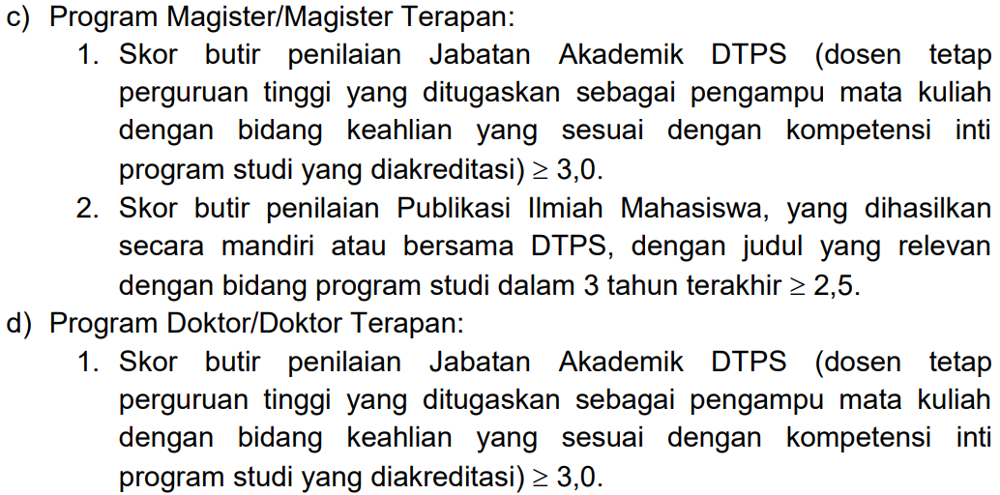 c) Program Magister/Magister Terapan:
1. Skor butir penilaian Jabatan Akademik DTPS (dosen tetap
perguruan tinggi yang ditugaskan sebagai pengampu mata kuliah
dengan bidang keahlian yang sesuai dengan kompetensi inti
program studi yang diakreditasi) ≥ 3,0.
2. Skor butir penilaian Publikasi Ilmiah Mahasiswa, yang dihasilkan
secara mandiri atau bersama DTPS, dengan judul yang relevan
dengan bidang program studi dalam 3 tahun terakhir ≥ 2,5.
d) Program Doktor/Doktor Terapan:
1. Skor butir penilaian Jabatan Akademik DTPS (dosen tetap
perguruan tinggi yang ditugaskan sebagai pengampu mata kuliah
dengan bidang keahlian yang sesuai dengan kompetensi inti
program studi yang diakreditasi) ≥ 3,0.